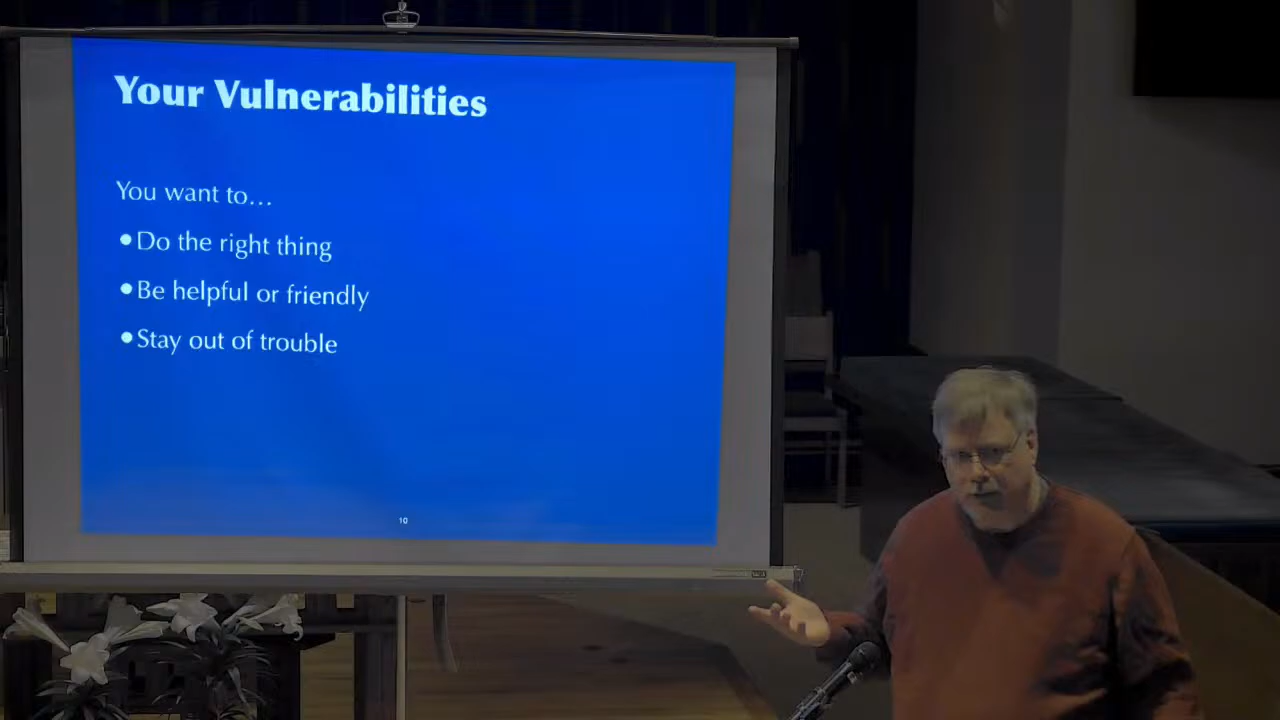 Your Vulnerabilities
You want to…
•Do the right thing
•Be helpful or friendly
•Stay out of trouble
10